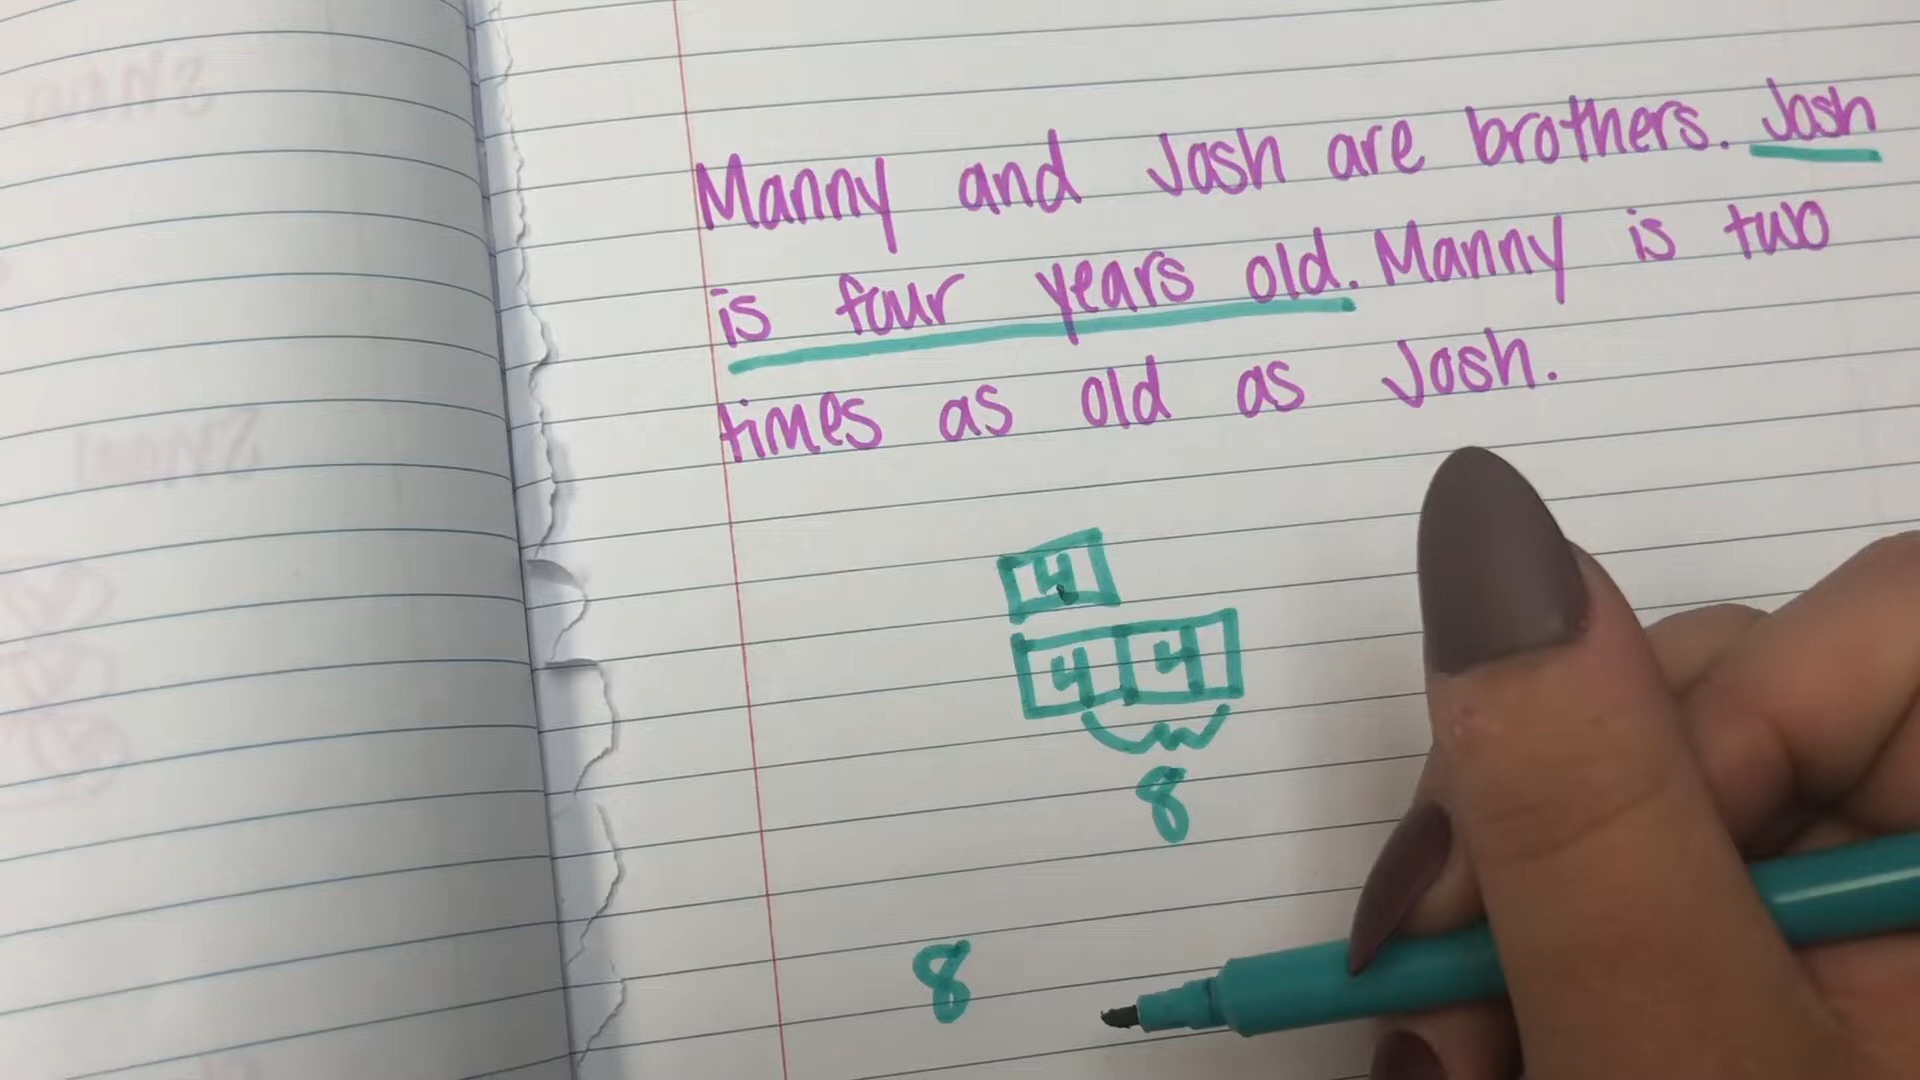 Manny and Josh are brothers. Josh
is four years old. Manny is two
times as old as Josh.
4
4 4
8
8